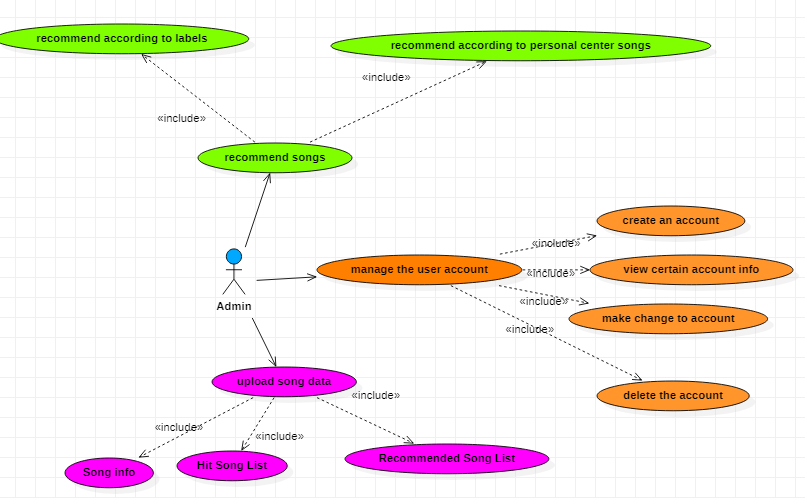 recommend according to labels
recommend according to personal center songs
«include»
«include»
recommend songs
create an account
«include»
manage the user account
view certain account info
«include»
«include»
Admin
make change to account
«include»
upload song data
«include»
delete the account
«include»
«include»
Song info
Hit Song List
Recommended Song List